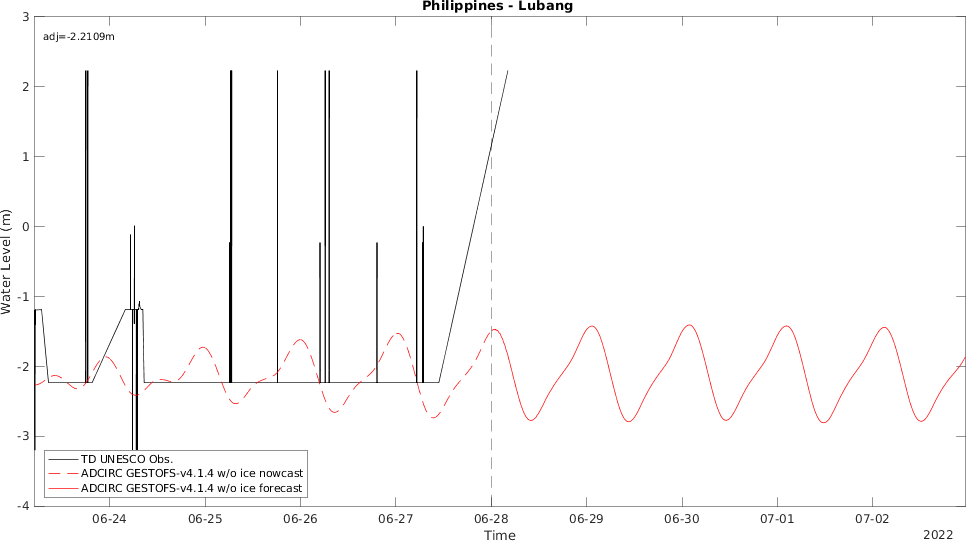 Philippines - Lubang
adj=-2.2109m
3
2
1
0
-1
-2
-3
-4
Water Level (m)
TD UNESCO Obs.
ADCIRC GESTOFS-v4.1.4 w/o ice nowcast
ADCIRC GESTOFS-v4.1.4 w/o ice forecast
06-24 06-25 06-26 06-27 06-28 06-29 06-30 07-01 07-02
Time
2022